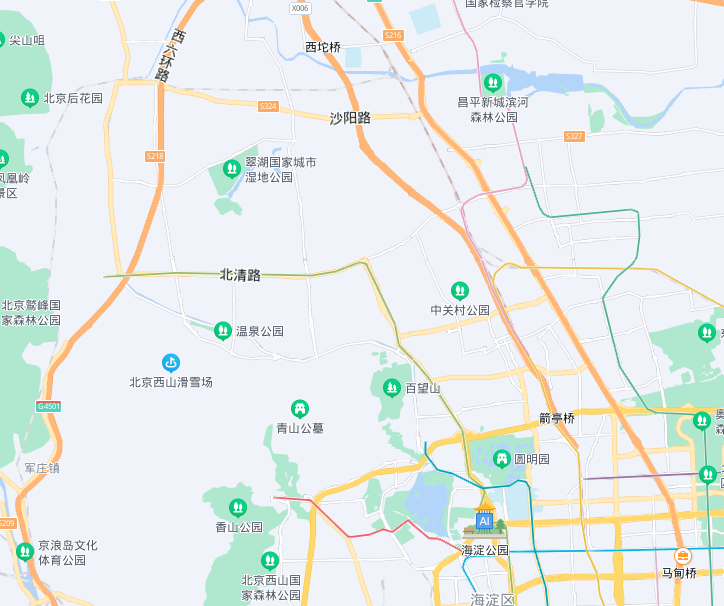 国家检察官学院
X006
西六环路
尖山咀
西坨桥
S216
北京后花园
S324
沙阳路
昌平新城滨河
森林公园
S327
S218
翠湖国家城市
湿地公园
凤凰岭
景区
北清路
北京鹫峰国
家森林公园
中关村公园
温泉公园
北京西山滑雪场
百望山
G4501
青山公墓
箭亭桥
奥
森
军庄镇
圆明园
S209
香山公园
AI
海淀公园
京浪岛文化
体育公园
马甸桥
北京西山国
家森林公园
海淀区